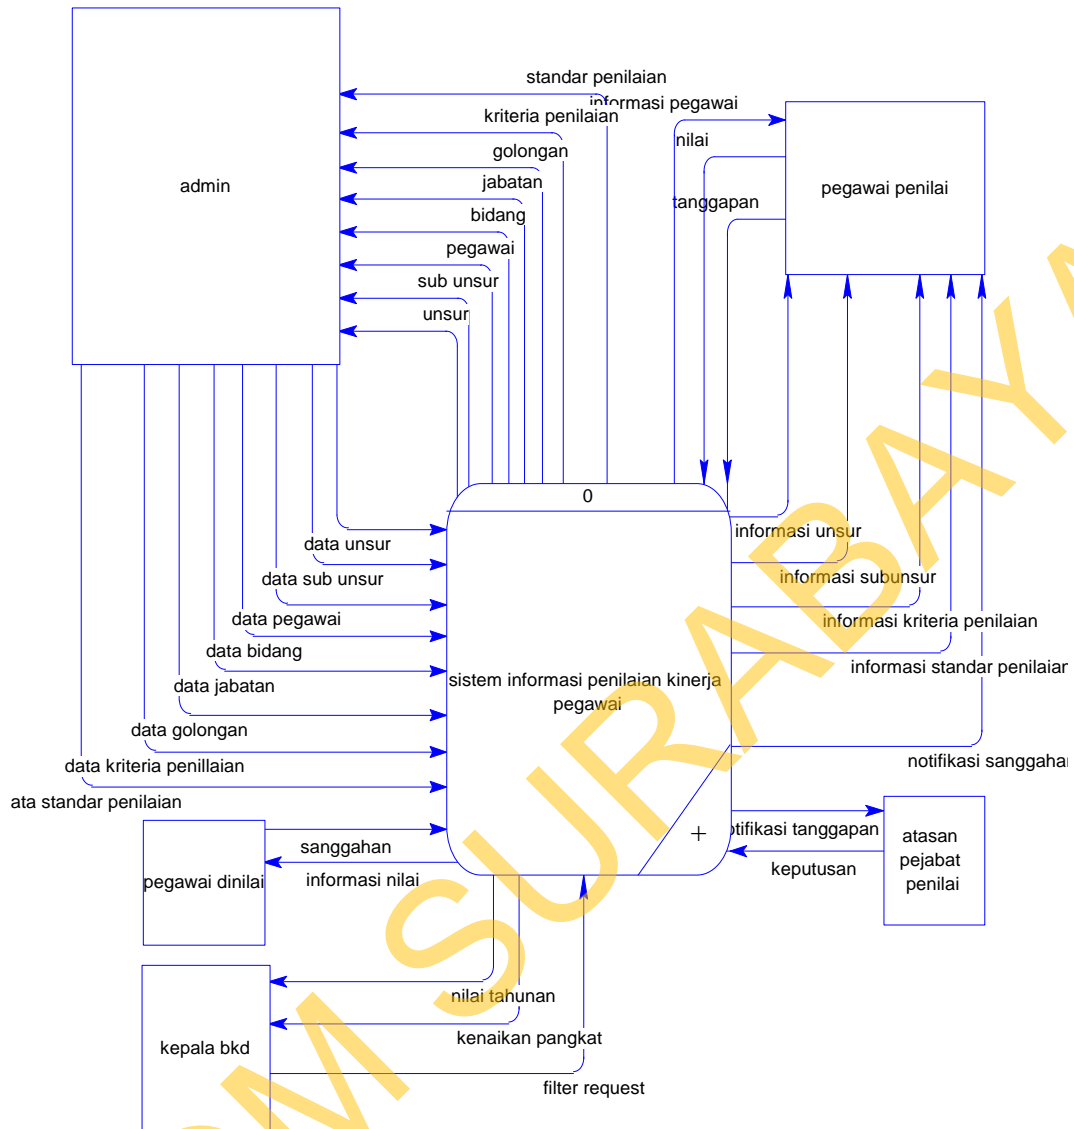 standar penilaian
informasi pegawai
kriteria penilaian
nilai
golongan
admin
jabatan
pegawai penilai
tanggapan
bidang
pegawai
sub unsur
unsur
0
informasi unsur
data unsur
informasi subunsur
data sub unsur
data pegawai
informasi kriteria penilaian
data bidang
informasi standar penilaian
sistem informasi penilaian kinerja
pegawai
data jabatan
data golongan
notifikasi sanggahan
data kriteria penillaian
ata standar penilaian
+
otifikasi tanggapan
atasan
pejabat
penilai
sanggahan
keputusan
pegawai dinilai
informasi nilai
nilai tahunan
kenaikan pangkat
kepala bkd
filter request
OM SURABAYA